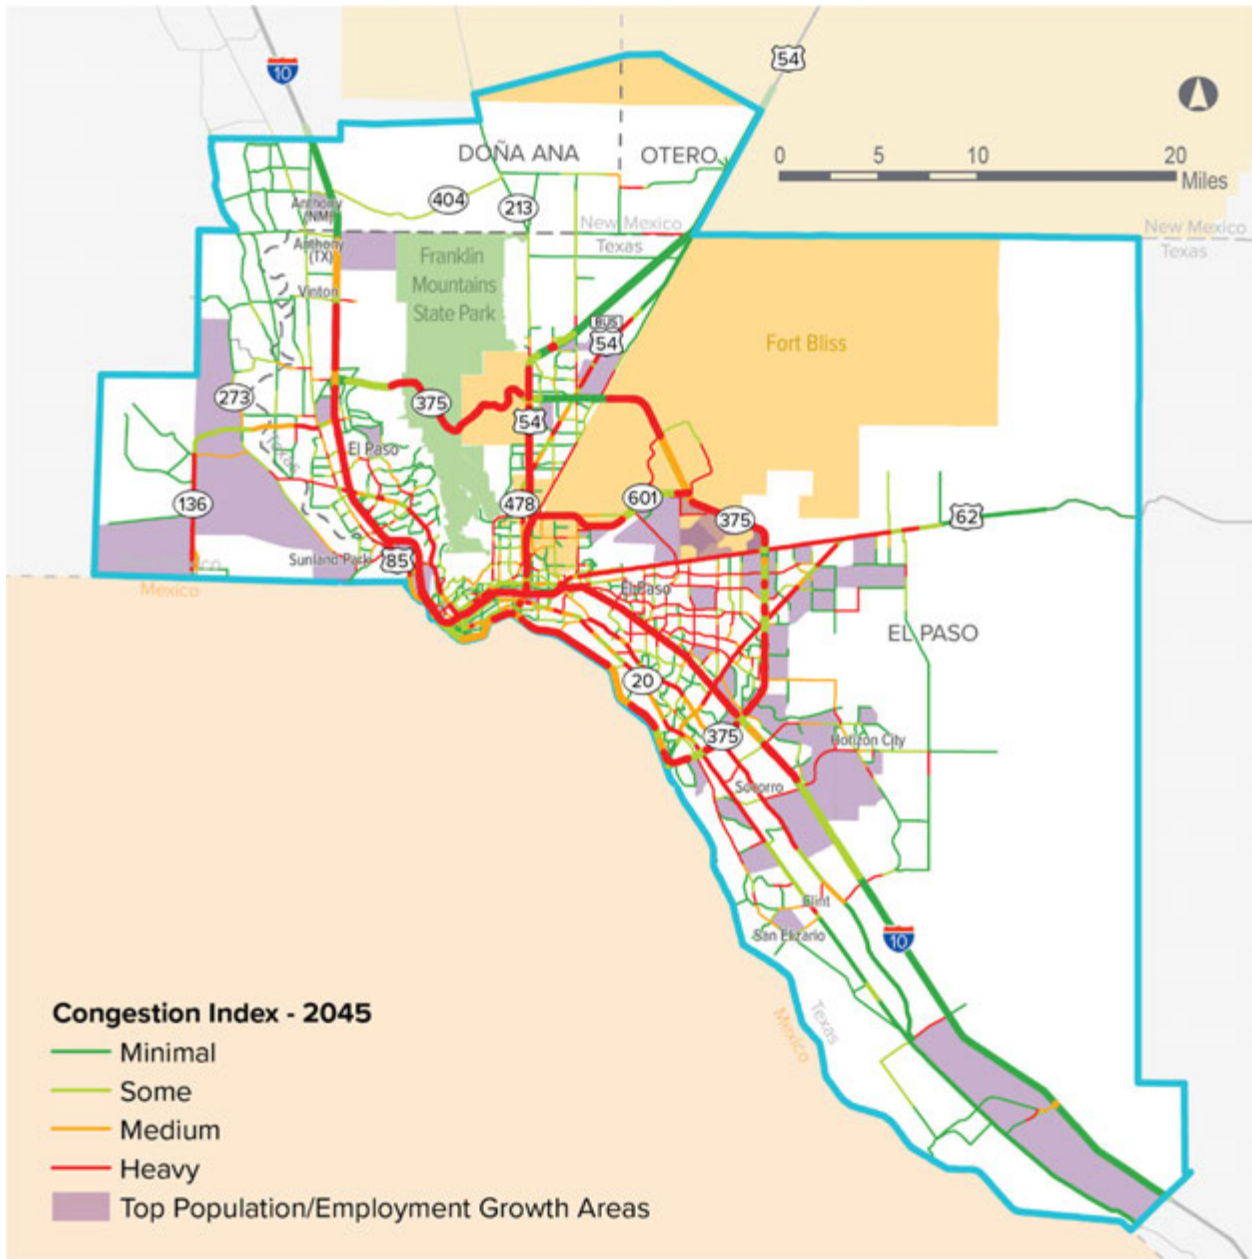 10
54
DOÑA ANA
OTERO
0
5
10
20
Miles
404
213
Anthony
(NM)
New Mexico
Texas
New Mexico
Texas
Anthony
(TX)
Franklin
Mountains
State Park
Vinton
BUS
54
Fort Bliss
273
375
54
Texas
El Paso
136
478
601
375
62
Sunland Park
85
Mexico
El Paso
EL PASO
20
375
Horizon City
Socorro
San Elizario
10
Texas
Mexico
Congestion Index - 2045
Minimal
Some
Medium
Heavy
Top Population/Employment Growth Areas